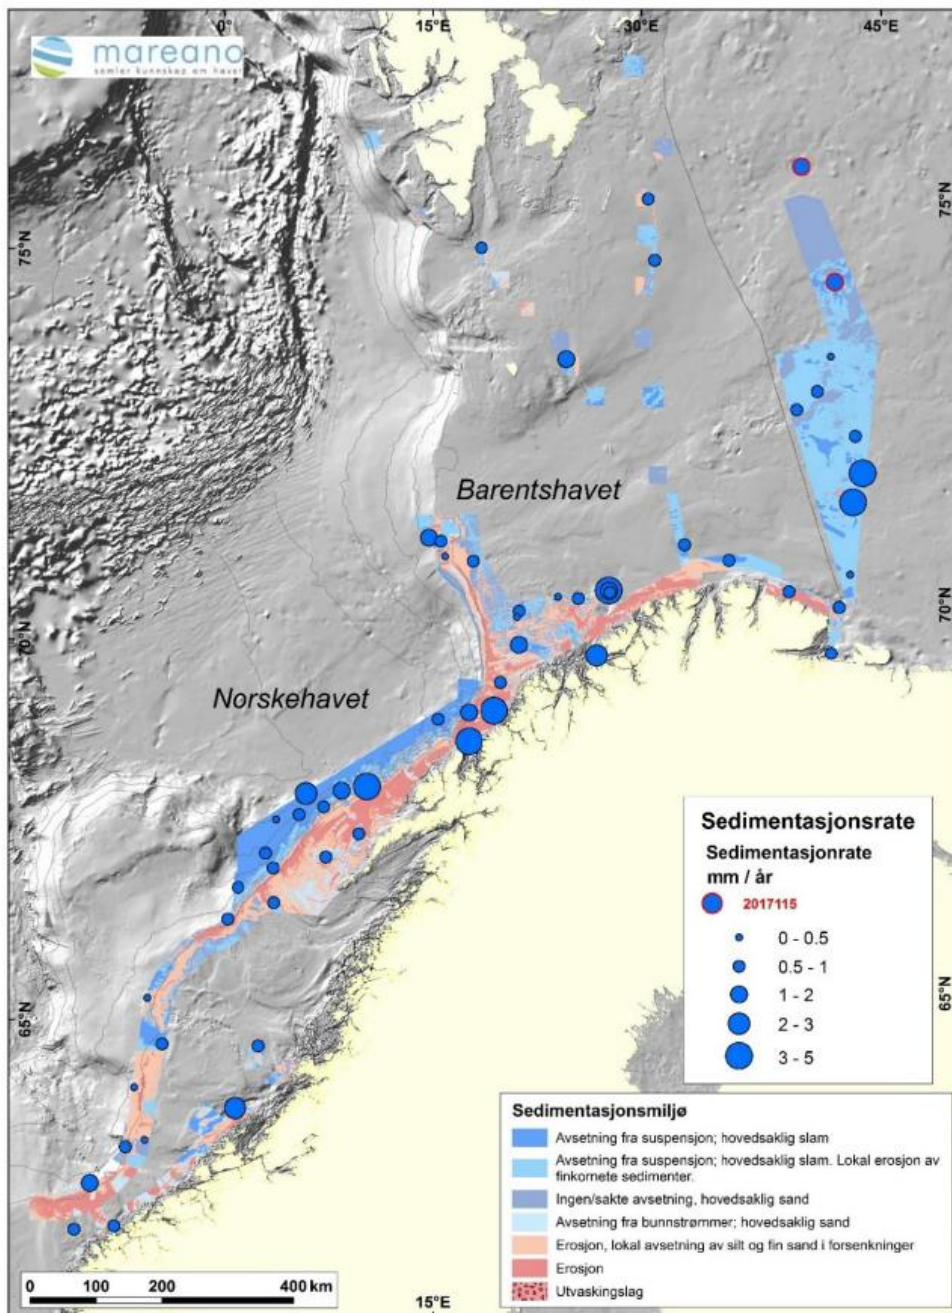 0°
15°E
30°E
45°E
mareano
samler kunnskap om havet
75°N
75°N
Barentshavet
70°N
70°N
Norskehavet
Sedimentasjonsrate
Sedimentasjonrate
mm / år
2017115
0 - 0.5
0.5 - 1
1 - 2
2 - 3
3 - 5
65°N
65°N
Sedimentasjonsmiljø
Avsetning fra suspensjon; hovedsaklig slam
Avsetning fra suspensjon; hovedsaklig slam. Lokal erosjon av
finkornete sedimenter.
Ingen/sakte avsetning, hovedsaklig sand
Avsetning fra bunnstrømmer; hovedsaklig sand
Erosjon, lokal avsetning av silt og fin sand i forsenkninger
Erosjon
Utvaskingslag
0 100 200 400 km
15°E